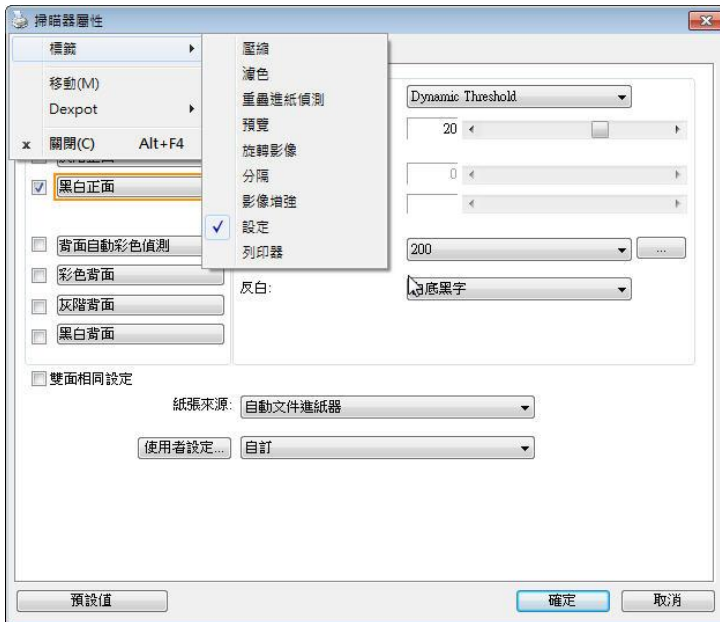 掃瞄器屬性
標籤
移動(M)
Dexpot
x 關閉(C) Alt+F4
壓縮
濾色
重疊進紙偵測
預覽
旋轉影像
分隔
影像增強
設定
列印器
Dynamic Threshold
20
0
黑白正面
背面自動彩色偵測
200
...
彩色背面
反白:
白底黑字
灰階背面
黑白背面
雙面相同設定
紙張來源:
自動文件進紙器
使用者設定...
自訂
預設值
確定
取消